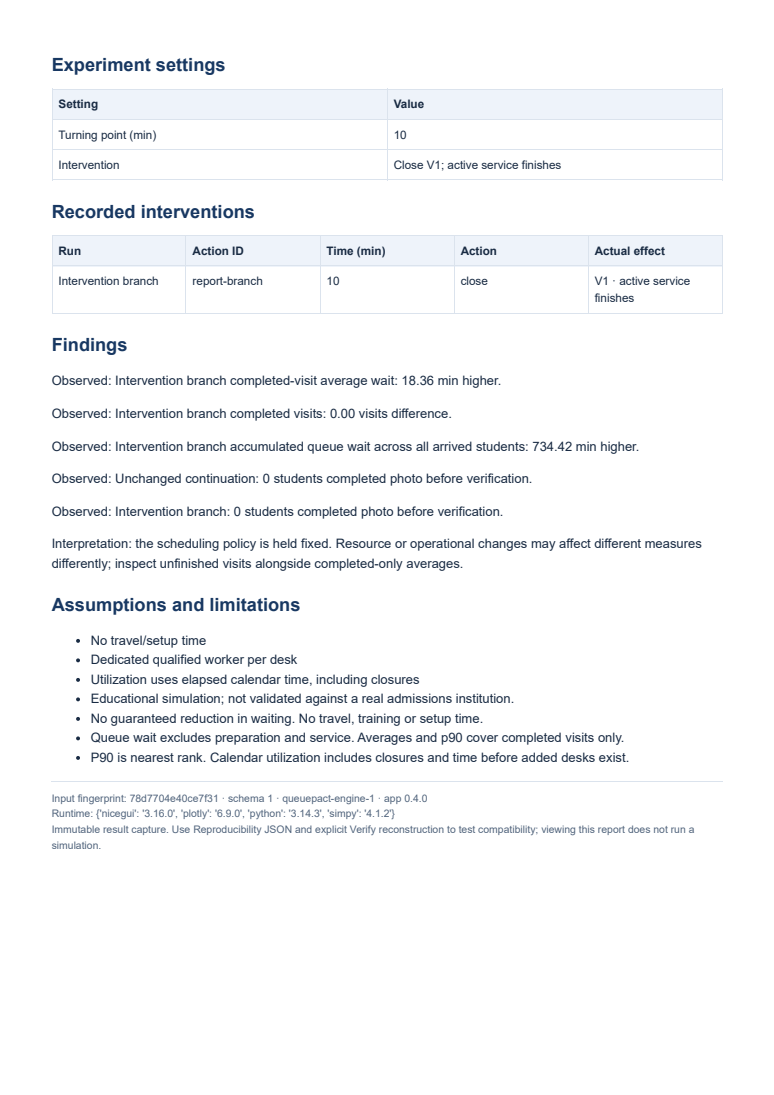 Experiment settings
Setting Value
Turning point (min) 10
Intervention Close V1; active service finishes
Recorded interventions
Run Action ID Time (min) Action Actual effect
Intervention branch report-branch 10 close V1 · active service
finishes
Findings
Observed: Intervention branch completed-visit average wait: 18.36 min higher.
Observed: Intervention branch completed visits: 0.00 visits difference.
Observed: Intervention branch accumulated queue wait across all arrived students: 734.42 min higher.
Observed: Unchanged continuation: 0 students completed photo before verification.
Observed: Intervention branch: 0 students completed photo before verification.
Interpretation: the scheduling policy is held fixed. Resource or operational changes may affect different measures
differently; inspect unfinished visits alongside completed-only averages.
Assumptions and limitations
• No travel/setup time
• Dedicated qualified worker per desk
• Utilization uses elapsed calendar time, including closures
• Educational simulation; not validated against a real admissions institution.
• No guaranteed reduction in waiting. No travel, training or setup time.
• Queue wait excludes preparation and service. Averages and p90 cover completed visits only.
• P90 is nearest rank. Calendar utilization includes closures and time before added desks exist.
Input fingerprint: 78d7704e40ce7f31 · schema 1 · queuepact-engine-1 · app 0.4.0
Runtime: {'nicegui': '3.16.0', 'plotly': '6.9.0', 'python': '3.14.3', 'simpy': '4.1.2'}
Immutable result capture. Use Reproducibility JSON and explicit Verify reconstruction to test compatibility; viewing this report does not run a
simulation.